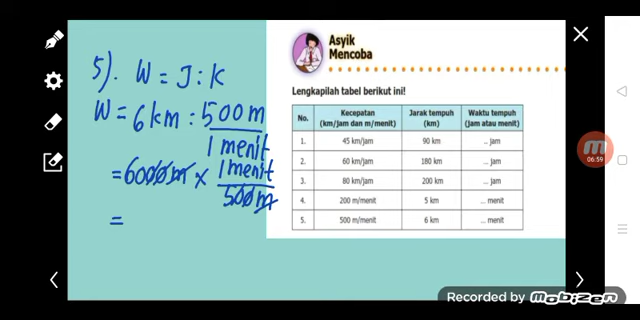 5). W = J : K
W = 6 km : 500 m
1 menit
= 6000 m × 1 menit
500 m
=
Asyik
Mencoba
Lengkapilah tabel berikut ini!
No. Kecepatan (km/jam dan m/menit) Jarak tempuh (km) Waktu tempuh (jam atau menit)
1. 45 km/jam 90 km ... jam
2. 60 km/jam 180 km ... jam
3. 80 km/jam 200 km ... jam
4. 200 m/menit 5 km ... menit
5. 500 m/menit 6 km ... menit
06:59
Recorded by Mobizen